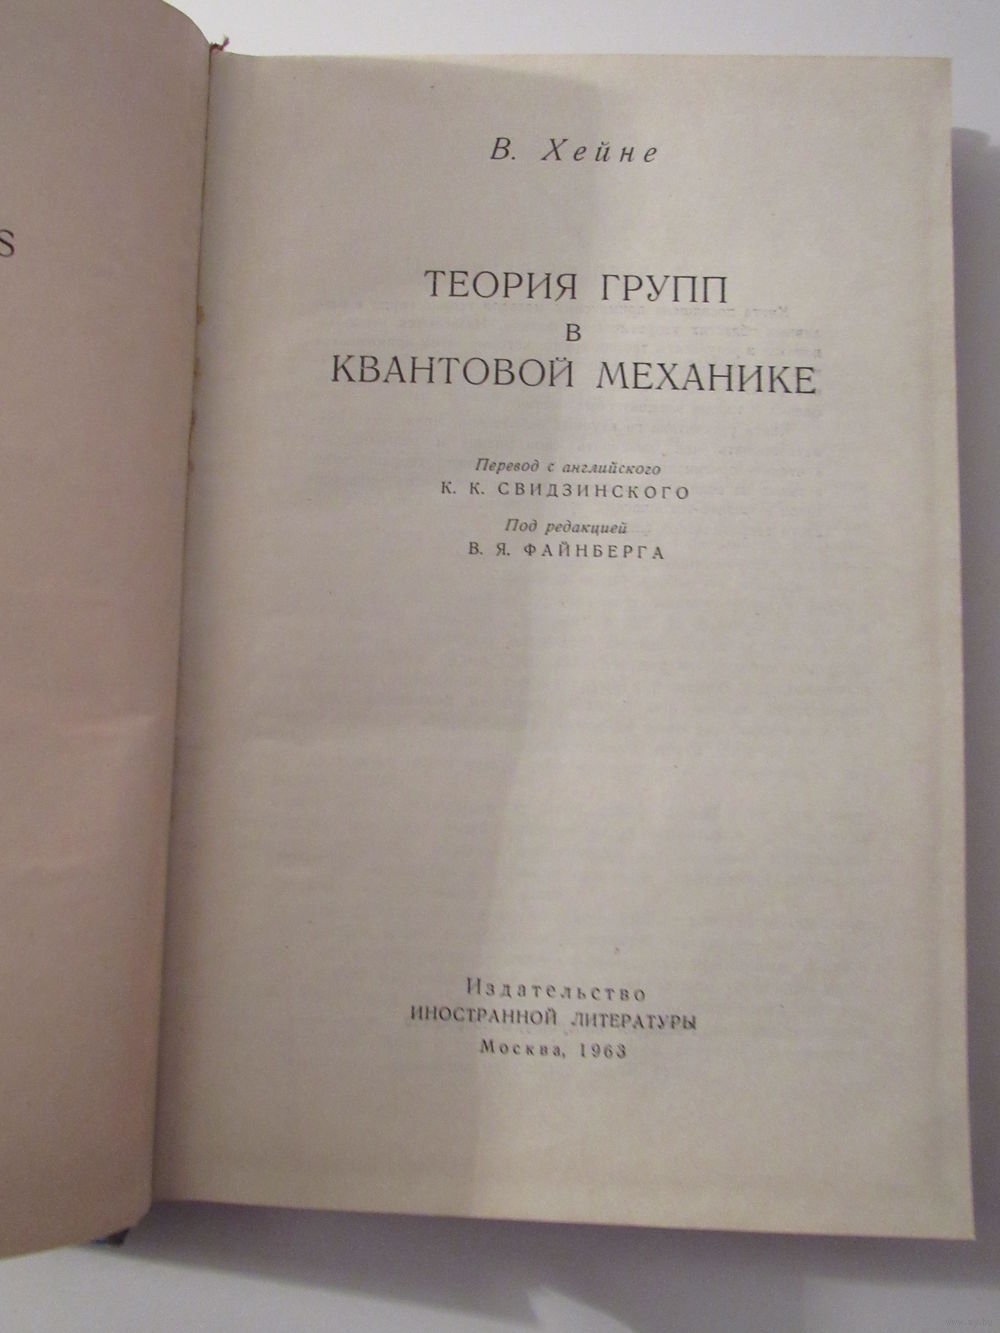 S
В. Хейне
ТЕОРИЯ ГРУПП
В
КВАНТОВОЙ МЕХАНИКЕ
Перевод с английского
К. К. СВИДЗИНСКОГО
Под редакцией
В. Я. ФАЙНБЕРГА
Издательство
ИНОСТРАННОЙ ЛИТЕРАТУРЫ
Москва, 1963